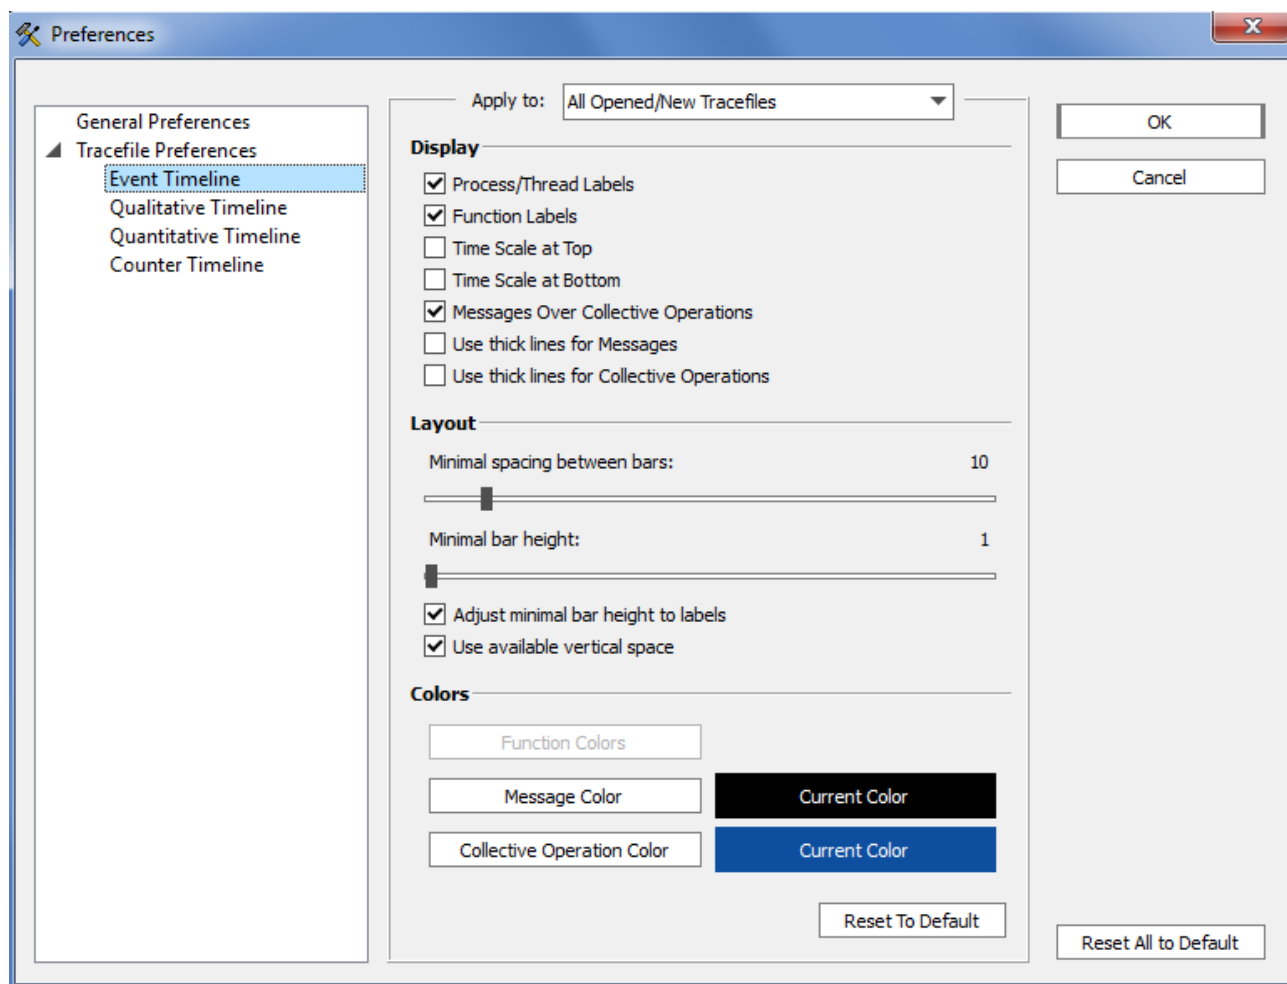 Preferences
General Preferences
Tracefile Preferences
Event Timeline
Qualitative Timeline
Quantitative Timeline
Counter Timeline
Apply to: All Opened/New Tracefiles
Display
Process/Thread Labels
Function Labels
Time Scale at Top
Time Scale at Bottom
Messages Over Collective Operations
Use thick lines for Messages
Use thick lines for Collective Operations
Layout
Minimal spacing between bars: 10
Minimal bar height: 1
Adjust minimal bar height to labels
Use available vertical space
Colors
Function Colors
Message Color Current Color
Collective Operation Color Current Color
Reset To Default
OK
Cancel
Reset All to Default